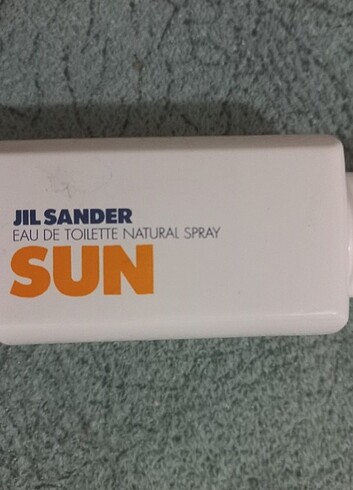 JIL SANDER
EAU DE TOILETTE NATURAL SPRAY
SUN